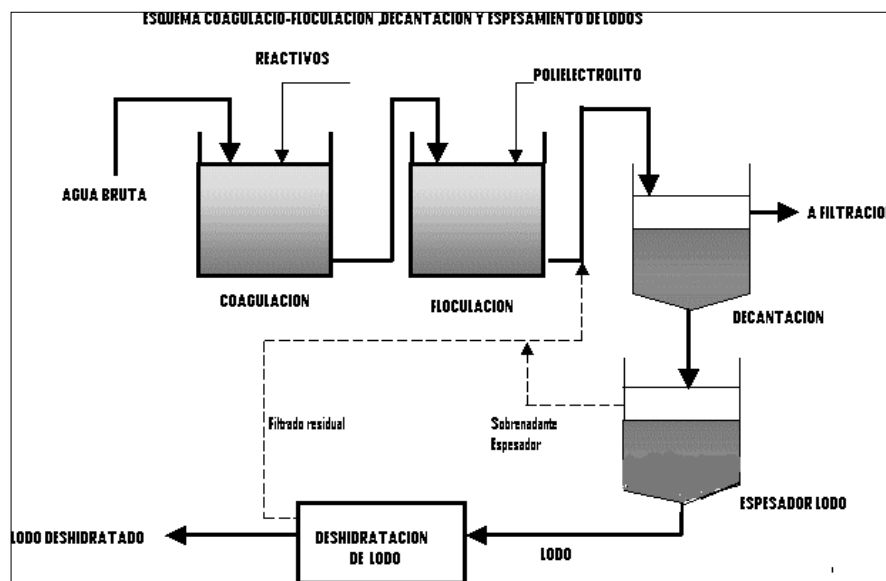 ESQUEMA COAGULACIO-FLOCULACION ,DECANTACION Y ESPESAMIENTO DE LODOS
REACTIVOS
POLIELECTROLITO
AGUA BRUTA
A FILTRACION
COAGULACION
FLOCULACION
DECANTACION
Filtrado residual
Sobrenadante
Espesador
ESPESADOR LODO
LODO DESHIDRATADO
DESHIDRATACION
DE LODO
LODO